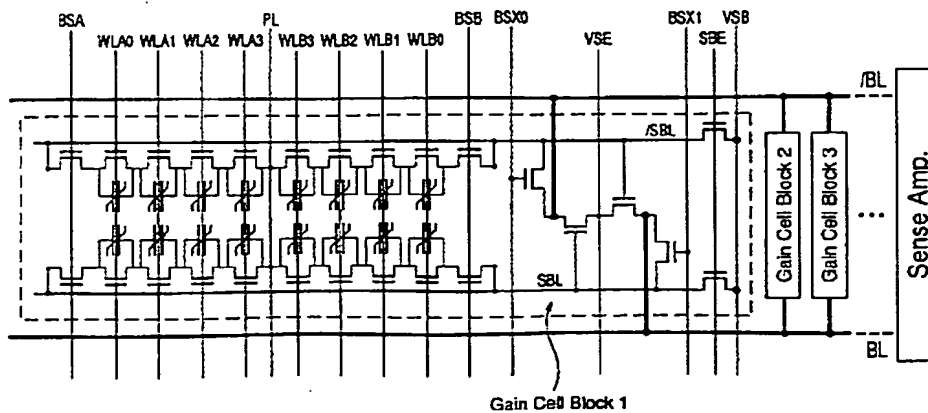 BSA PL BSB BSX0 BSX1 VSB
WLA0 WLA1 WLA2 WLA3 WLB3 WLB2 WLB1 WLB0 VSE SBE
/BL
/SBL
Gain Cell Block 2
Gain Cell Block 3
...
Sense Amp.
SBL
BL
Gain Cell Block 1